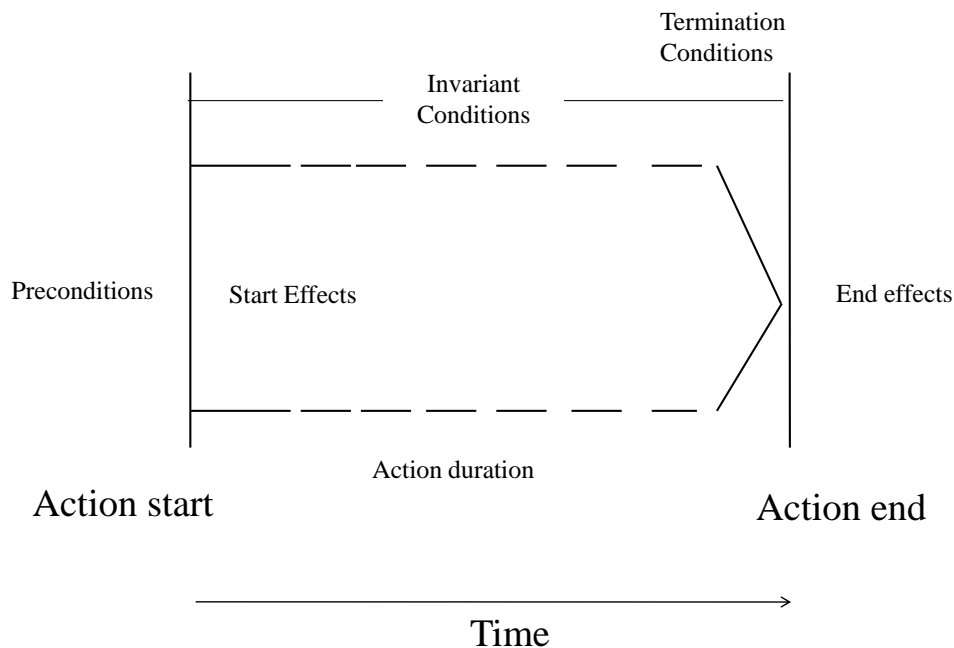 Termination
Conditions
Invariant
Conditions
Preconditions
Start Effects
End effects
Action duration
Action start
Action end
Time